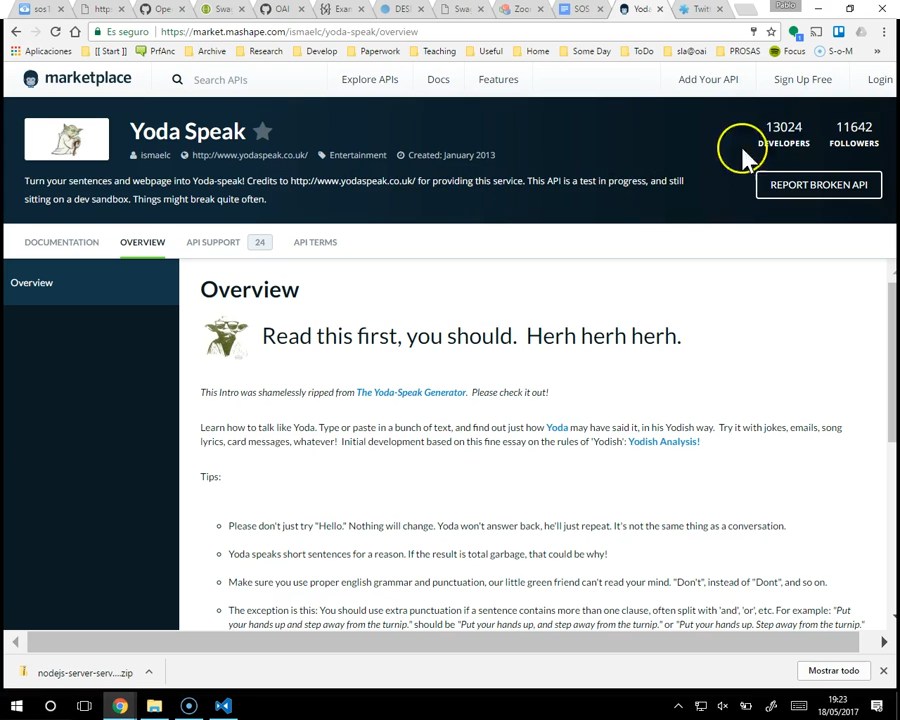 Pablo
sos1
http:
Ope
Swa
OAI
Exar
DESI
Swa
Zoo
SOS
Yod
Twit
Es seguro
https://market.mashape.com/ismaelc/yoda-speak/overview
Aplicaciones
[[ Start ]]
PrfAnc
Archive
Research
Develop
Paperwork
Teaching
Useful
Home
Some Day
ToDo
sla@oai
PROSAS
Focus
S-o-M
»
marketplace
Search APIs
Explore APIs
Docs
Features
Add Your API
Sign Up Free
Login
Yoda Speak
13024
DEVELOPERS
11642
FOLLOWERS
ismaelc
http://www.yodaspeak.co.uk/
Entertainment
Created: January 2013
Turn your sentences and webpage into Yoda-speak! Credits to http://www.yodaspeak.co.uk/ for providing this service. This API is a test in progress, and still
sitting on a dev sandbox. Things might break quite often.
REPORT BROKEN API
DOCUMENTATION
OVERVIEW
API SUPPORT
24
API TERMS
Overview
Overview
Read this first, you should. Herh herh herh.
This Intro was shamelessly ripped from The Yoda-Speak Generator. Please check it out!
Learn how to talk like Yoda. Type or paste in a bunch of text, and find out just how Yoda may have said it, in his Yodish way. Try it with jokes, emails, song
lyrics, card messages, whatever! Initial development based on this fine essay on the rules of 'Yodish': Yodish Analysis!
Tips:
Please don't just try "Hello." Nothing will change. Yoda won't answer back, he'll just repeat. It's not the same thing as a conversation.
Yoda speaks short sentences for a reason. If the result is total garbage, that could be why!
Make sure you use proper english grammar and punctuation, our little green friend can't read your mind. "Don't", instead of "Dont", and so on.
The exception is this: You should use extra punctuation if a sentence contains more than one clause, often split with 'and', 'or', etc. For example: "Put
your hands up and step away from the turnip." should be "Put your hands up, and step away from the turnip." or "Put your hands up. Step away from the turnip."
nodejs-server-serv....zip
Mostrar todo
19:23
18/05/2017